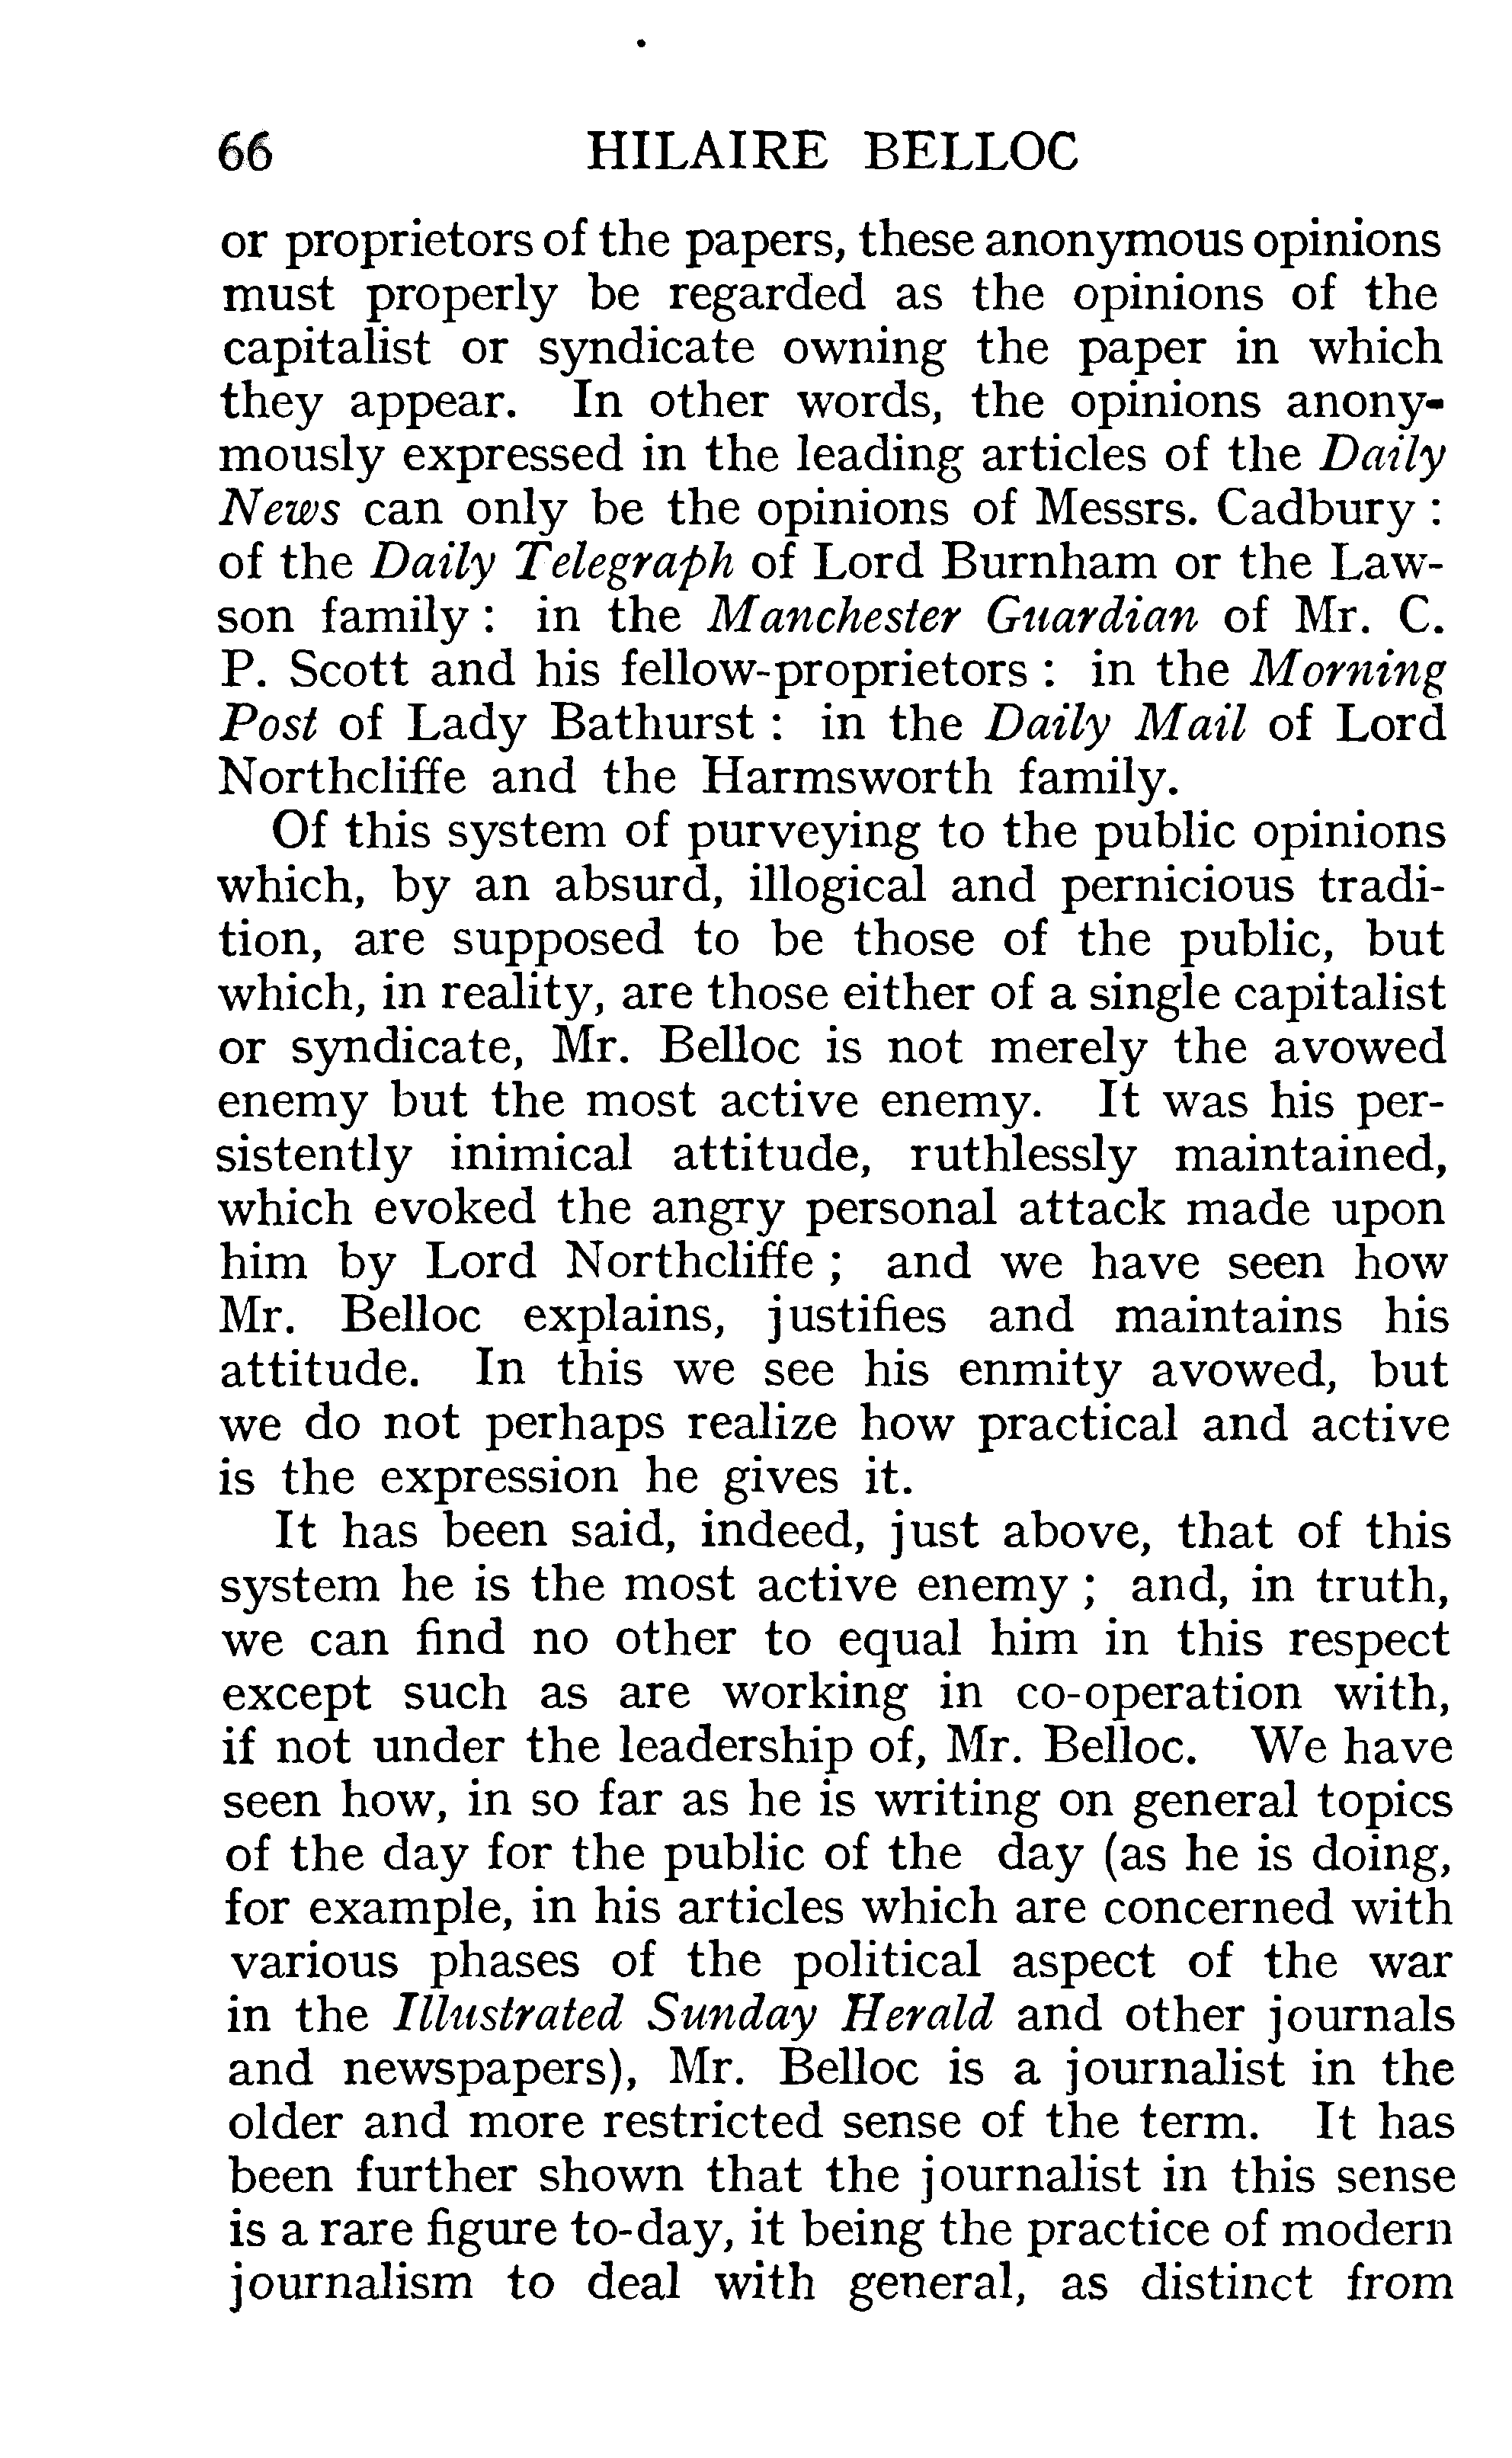 66 HILAIRE BELLOC
or proprietors of the papers, these anonymous opinions
must properly be regarded as the opinions of the
capitalist or syndicate owning the paper in which
they appear. In other words, the opinions anony-
mously expressed in the leading articles of the Daily
News can only be the opinions of Messrs. Cadbury :
of the Daily Telegraph of Lord Burnham or the Law-
son family : in the Manchester Guardian of Mr. C.
P. Scott and his fellow-proprietors : in the Morning
Post of Lady Bathurst : in the Daily Mail of Lord
Northcliffe and the Harmsworth family.
Of this system of purveying to the public opinions
which, by an absurd, illogical and pernicious tradi-
tion, are supposed to be those of the public, but
which, in reality, are those either of a single capitalist
or syndicate, Mr. Belloc is not merely the avowed
enemy but the most active enemy. It was his per-
sistently inimical attitude, ruthlessly maintained,
which evoked the angry personal attack made upon
him by Lord Northcliffe ; and we have seen how
Mr. Belloc explains, justifies and maintains his
attitude. In this we see his enmity avowed, but
we do not perhaps realize how practical and active
is the expression he gives it.
It has been said, indeed, just above, that of this
system he is the most active enemy ; and, in truth,
we can find no other to equal him in this respect
except such as are working in co-operation with,
if not under the leadership of, Mr. Belloc. We have
seen how, in so far as he is writing on general topics
of the day for the public of the day (as he is doing,
for example, in his articles which are concerned with
various phases of the political aspect of the war
in the Illustrated Sunday Herald and other journals
and newspapers), Mr. Belloc is a journalist in the
older and more restricted sense of the term. It has
been further shown that the journalist in this sense
is a rare figure to-day, it being the practice of modern
journalism to deal with general, as distinct from